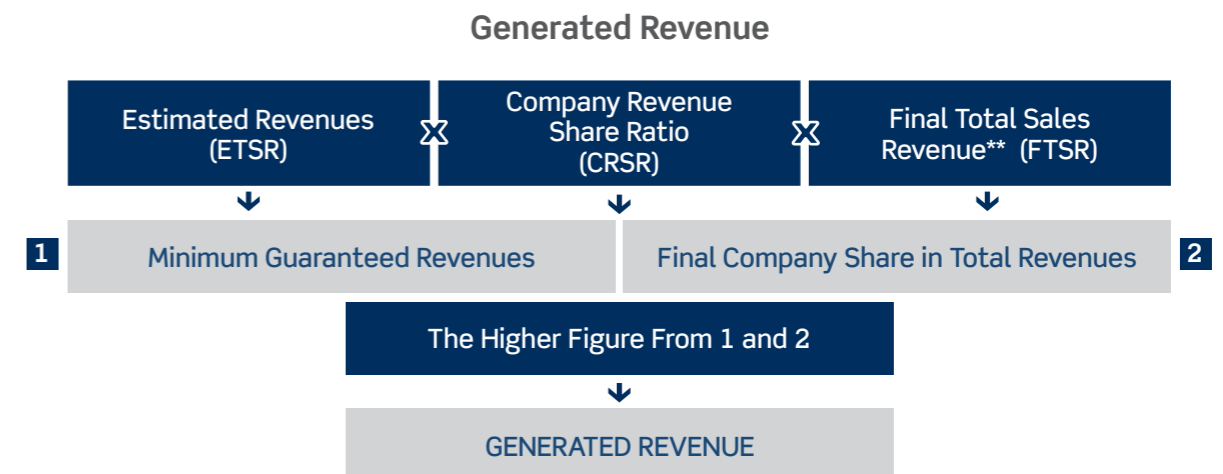 Generated Revenue
Estimated Revenues
(ETSR)
X
Company Revenue
Share Ratio
(CRSR)
X
Final Total Sales
Revenue** (FTSR)
1
Minimum Guaranteed Revenues
Final Company Share in Total Revenues
2
The Higher Figure From 1 and 2
GENERATED REVENUE